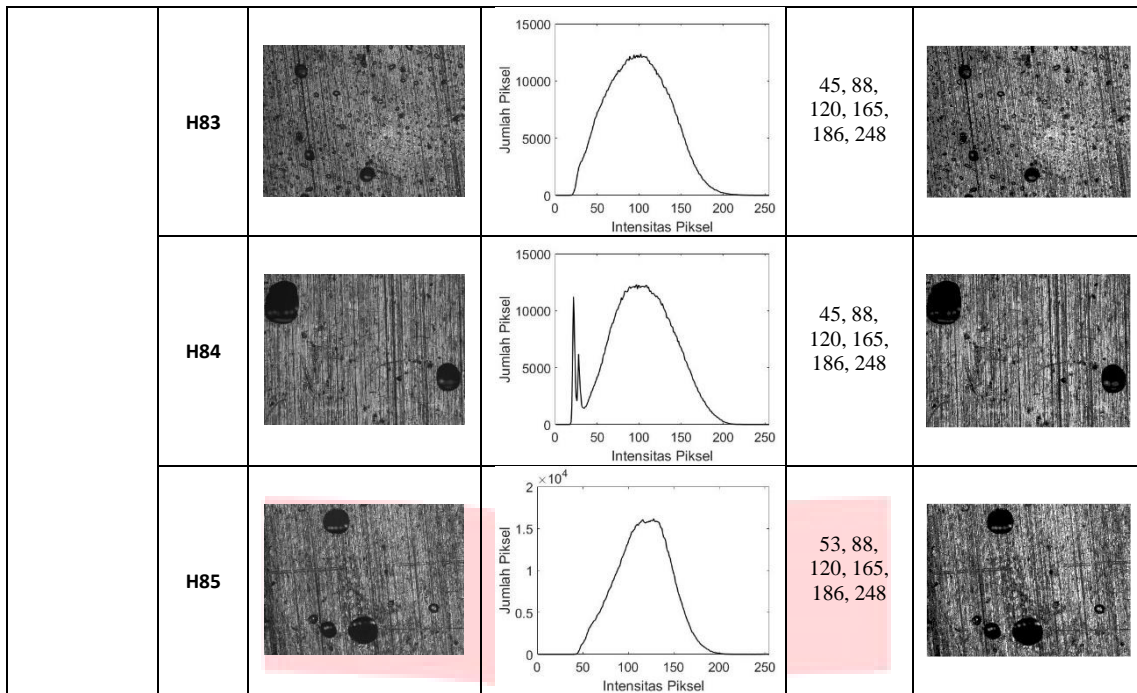 H83
15000
10000
5000
0
Jumlah Piksel
0 50 100 150 200 250
Intensitas Piksel
45, 88,
120, 165,
186, 248
H84
15000
10000
5000
0
Jumlah Piksel
0 50 100 150 200 250
Intensitas Piksel
45, 88,
120, 165,
186, 248
H85
2 ×10⁴
1.5
1
0.5
0
Jumlah Piksel
0 50 100 150 200 250
Intensitas Piksel
53, 88,
120, 165,
186, 248